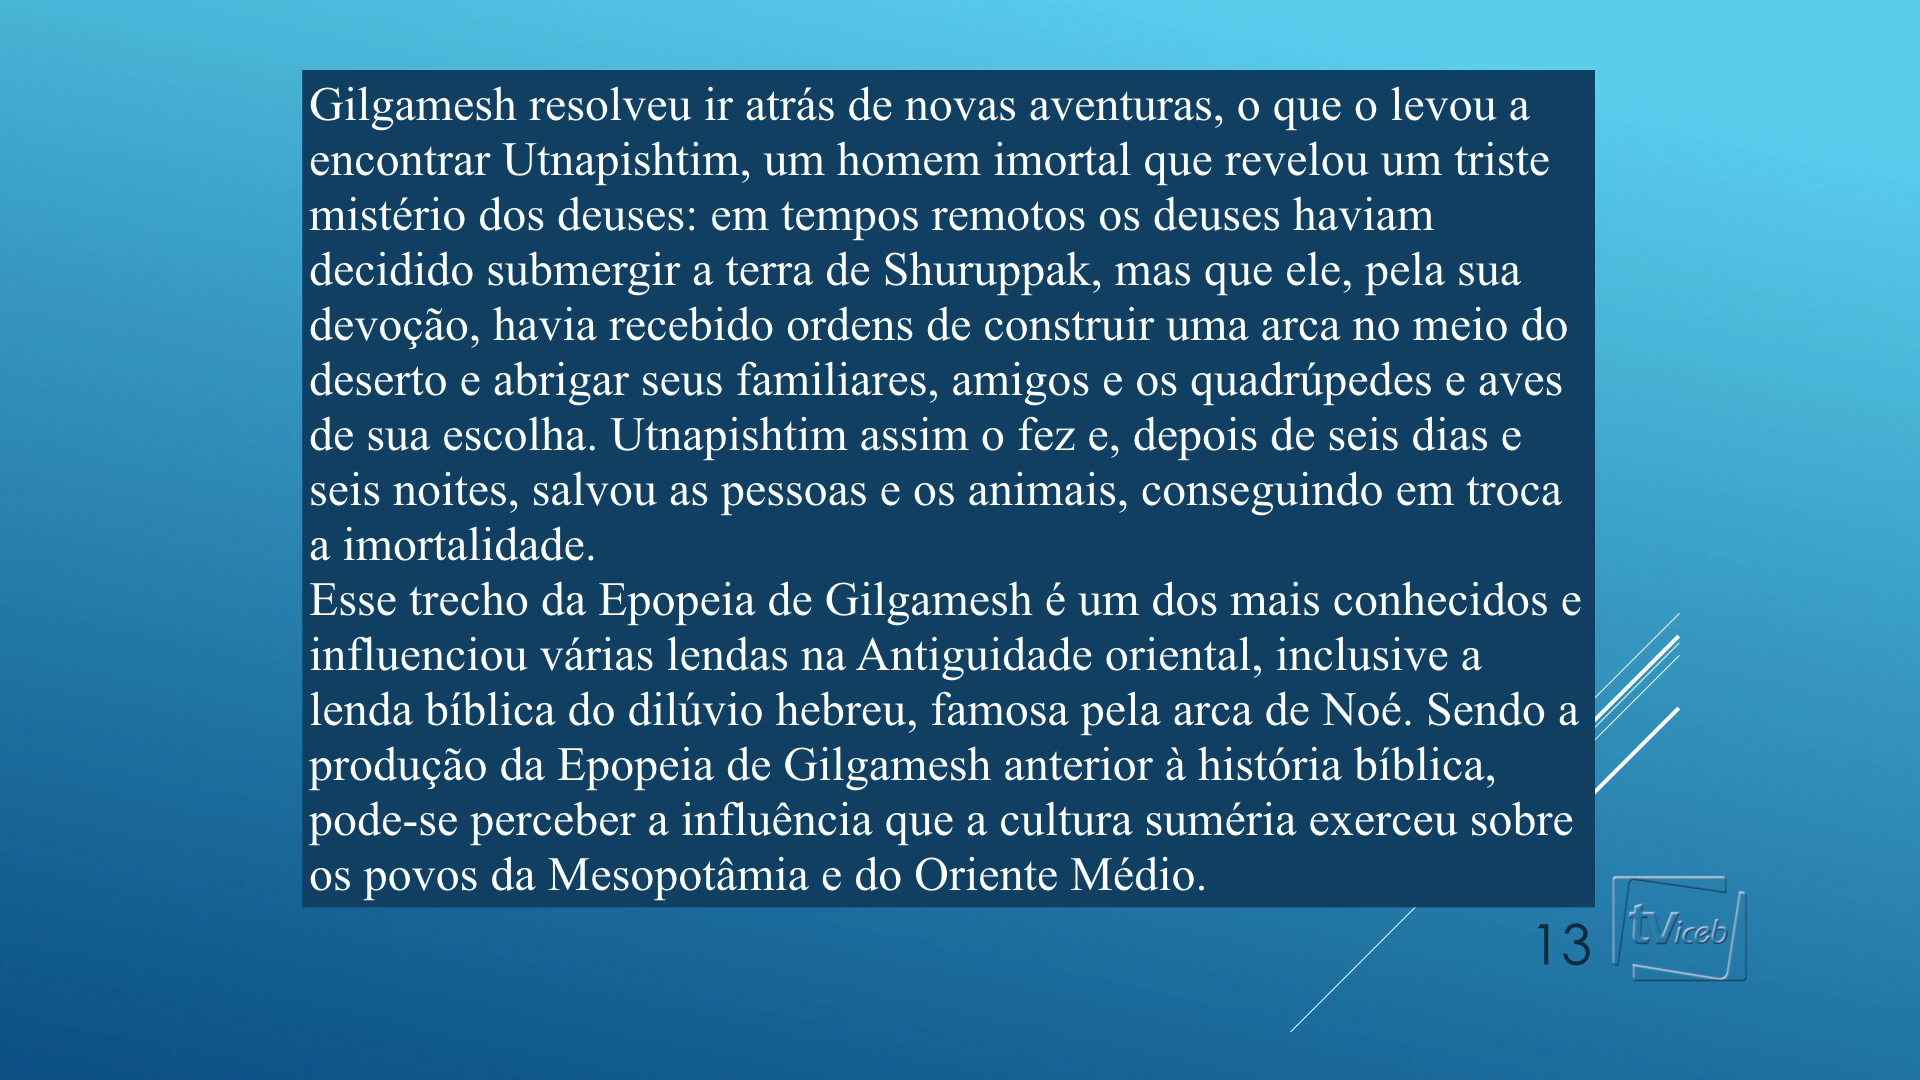 Gilgamesh resolveu ir atrás de novas aventuras, o que o levou a
encontrar Utnapishtim, um homem imortal que revelou um triste
mistério dos deuses: em tempos remotos os deuses haviam
decidido submergir a terra de Shuruppak, mas que ele, pela sua
devoção, havia recebido ordens de construir uma arca no meio do
deserto e abrigar seus familiares, amigos e os quadrúpedes e aves
de sua escolha. Utnapishtim assim o fez e, depois de seis dias e
seis noites, salvou as pessoas e os animais, conseguindo em troca
a imortalidade.
Esse trecho da Epopeia de Gilgamesh é um dos mais conhecidos e
influenciou várias lendas na Antiguidade oriental, inclusive a
lenda bíblica do dilúvio hebreu, famosa pela arca de Noé. Sendo a
produção da Epopeia de Gilgamesh anterior à história bíblica,
pode-se perceber a influência que a cultura suméria exerceu sobre
os povos da Mesopotâmia e do Oriente Médio.
13
tviceb